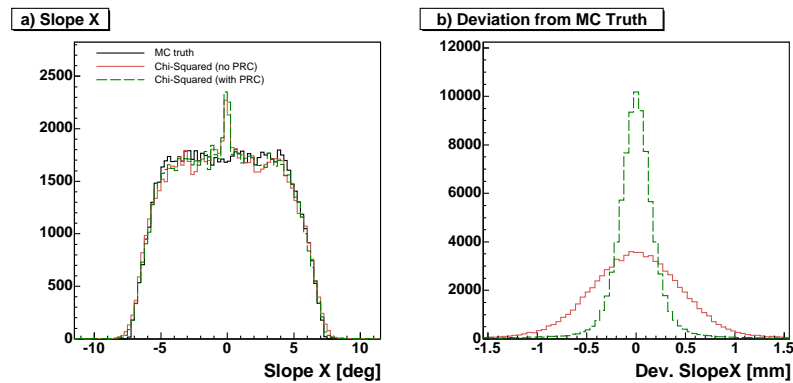 a) Slope X
b) Deviation from MC Truth
MC truth
Chi-Squared (no PRC)
Chi-Squared (with PRC)
2500
2000
1500
1000
500
0
-10 -5 0 5 10
Slope X [deg]
12000
10000
8000
6000
4000
2000
0
-1.5 -1 -0.5 0 0.5 1 1.5
Dev. SlopeX [mm]